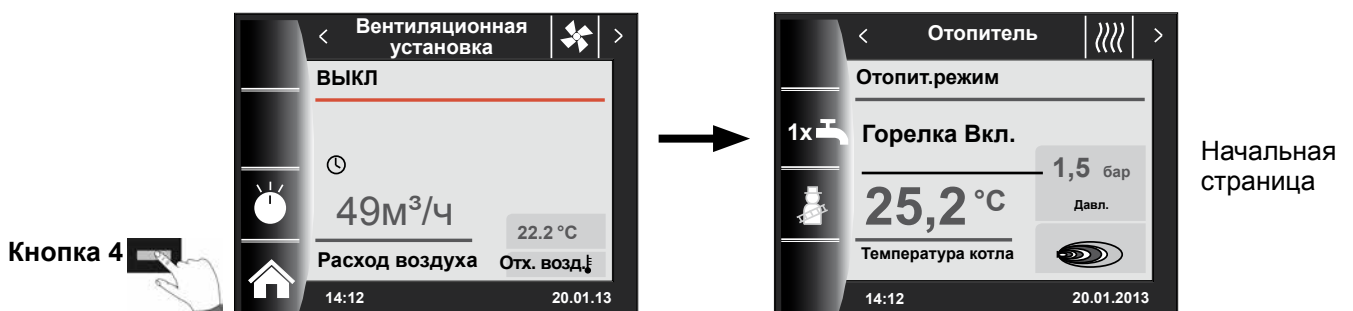 Кнопка 4
< Вентиляционная установка >
ВЫКЛ
49м³/ч
22.2 °C
Расход воздуха
Отх. возд.
14:12
20.01.13
< Отопитель >
Отопит.режим
1x
Горелка Вкл.
1,5 бар
Давл.
25,2 °C
Температура котла
14:12
20.01.2013
Начальная
страница